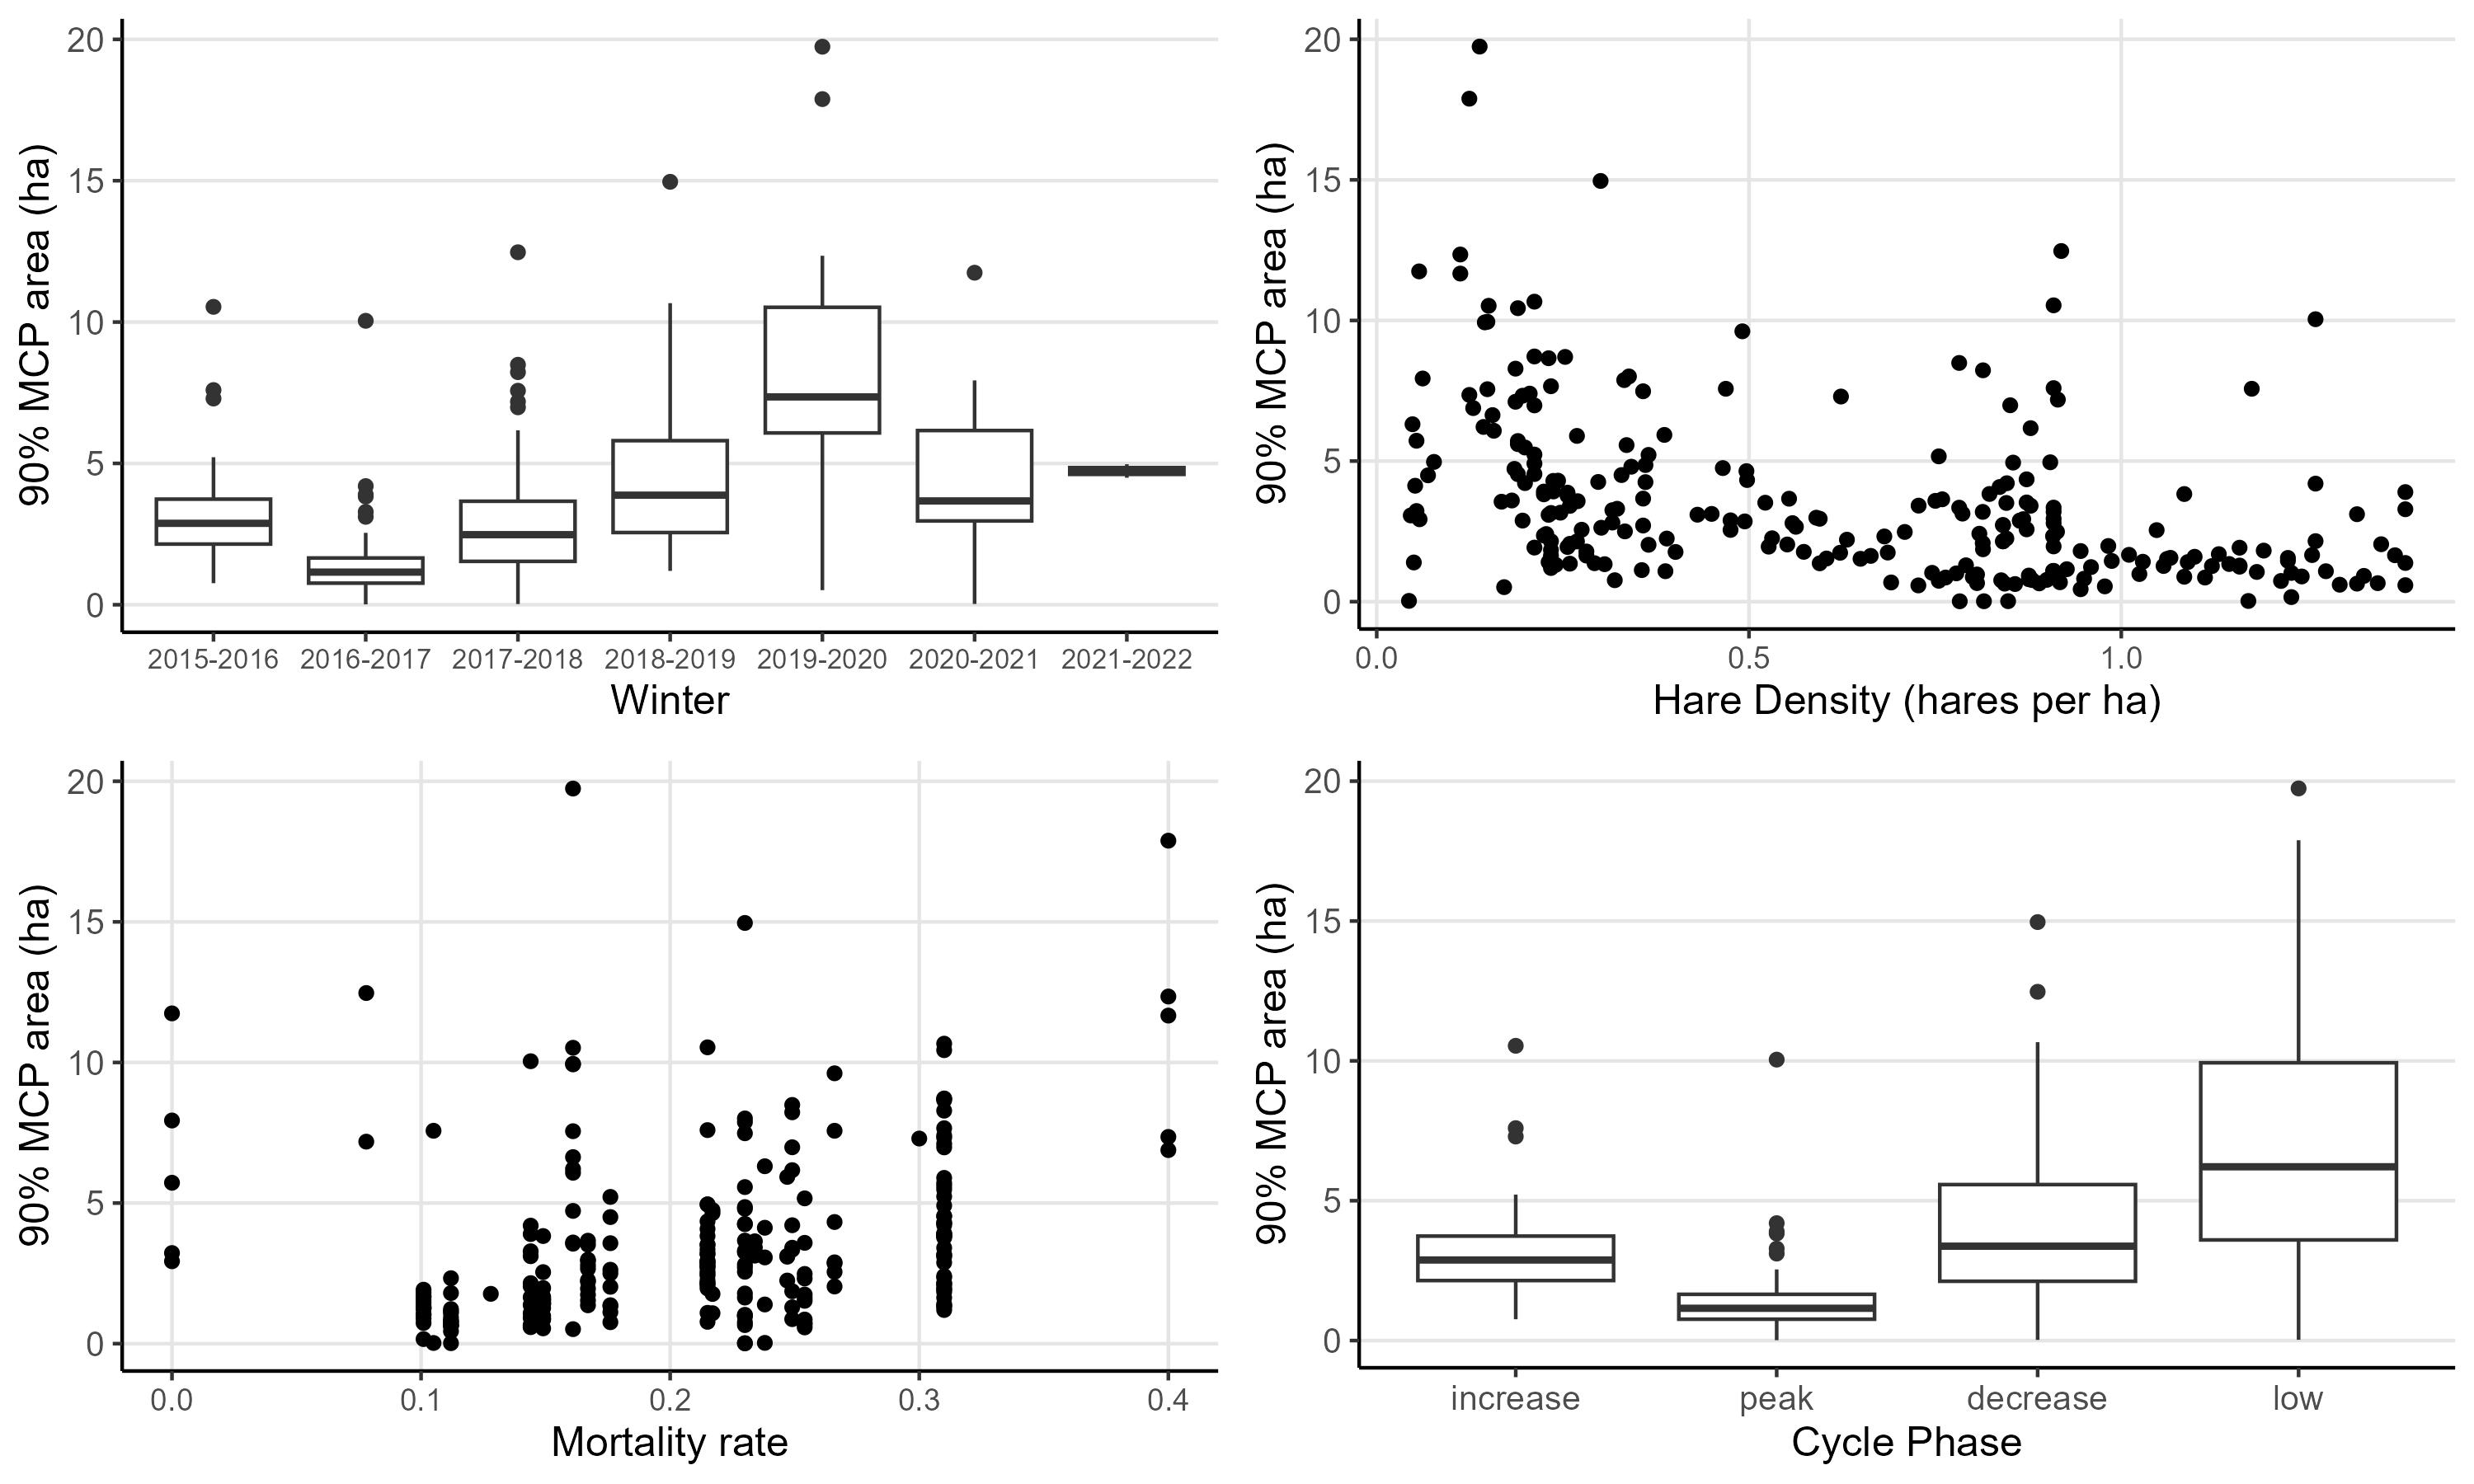 90% MCP area (ha)
20
15
10
5
0
2015-2016 2016-2017 2017-2018 2018-2019 2019-2020 2020-2021 2021-2022
Winter
90% MCP area (ha)
20
15
10
5
0
0.0 0.5 1.0
Hare Density (hares per ha)
90% MCP area (ha)
20
15
10
5
0
0.0 0.1 0.2 0.3 0.4
Mortality rate
90% MCP area (ha)
20
15
10
5
0
increase peak decrease low
Cycle Phase